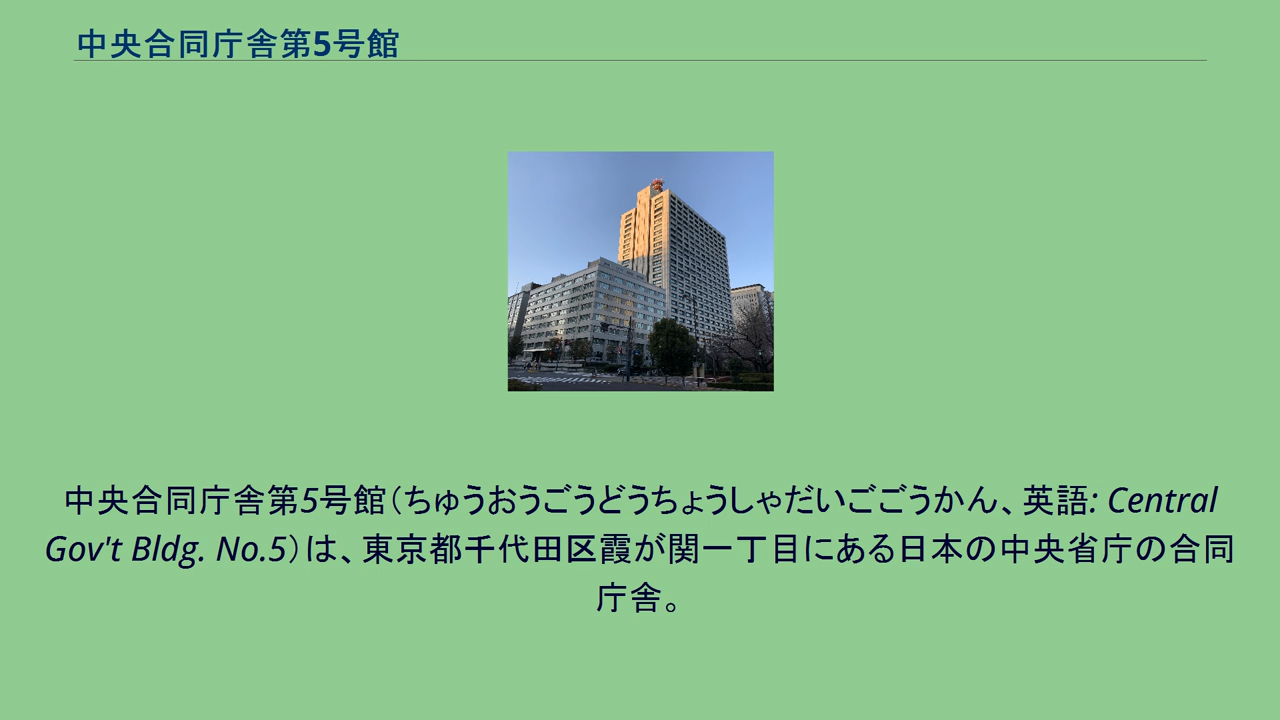 中央合同庁舎第5号館
中央合同庁舎第5号館（ちゅうおうごうどうちょうしゃだいごごうかん、英語: Central
Gov't Bldg. No.5）は、東京都千代田区霞が関一丁目にある日本の中央省庁の合同
庁舎。